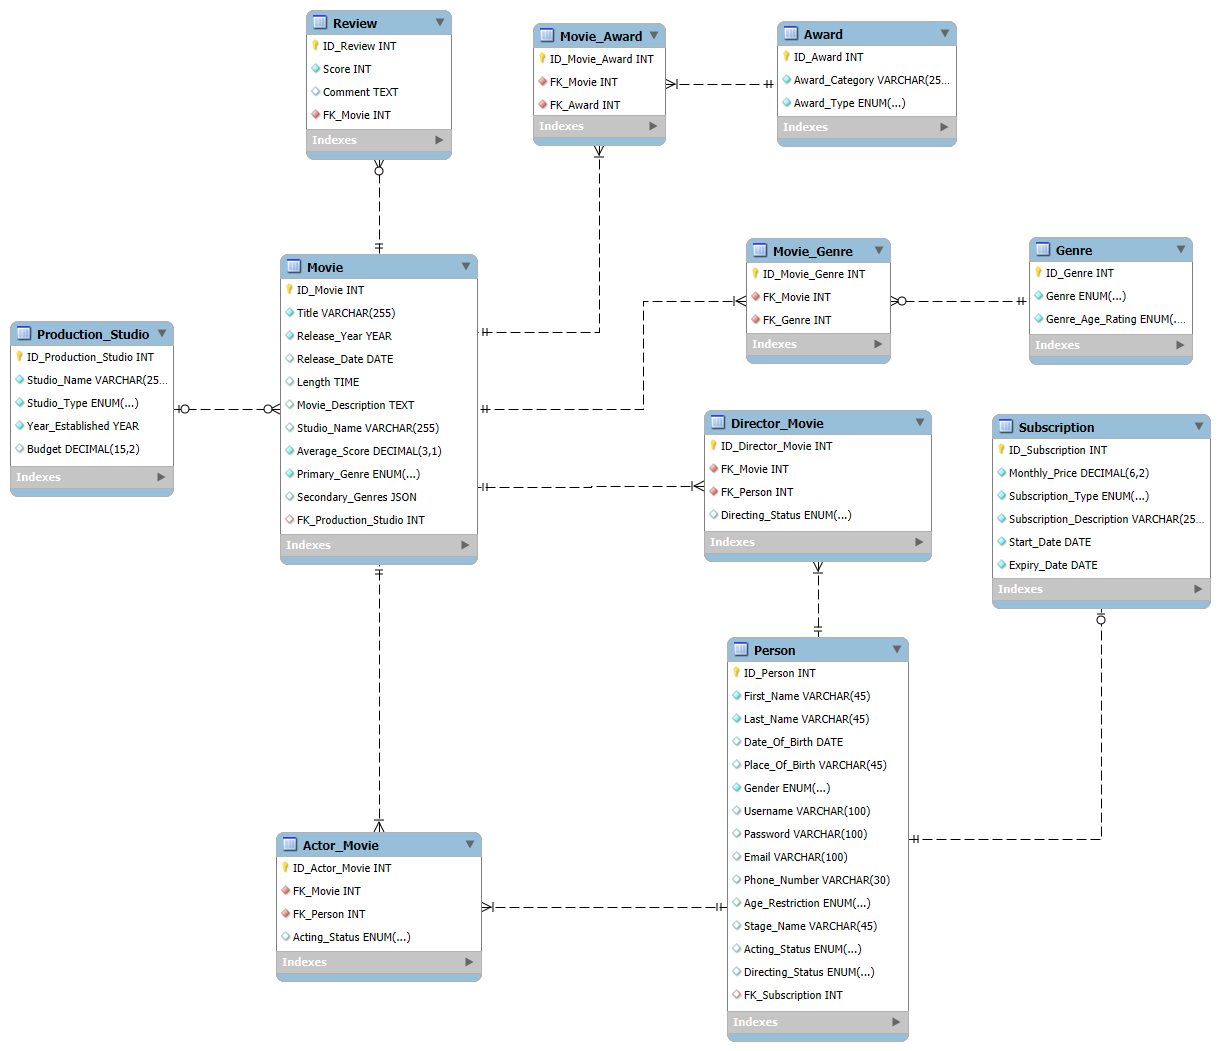 Review
ID_Review INT
Score INT
Comment TEXT
FK_Movie INT
Indexes
Movie_Award
ID_Movie_Award INT
FK_Movie INT
FK_Award INT
Indexes
Award
ID_Award INT
Award_Category VARCHAR(25...
Award_Type ENUM(...)
Indexes
Movie
ID_Movie INT
Title VARCHAR(255)
Release_Year YEAR
Release_Date DATE
Length TIME
Movie_Description TEXT
Studio_Name VARCHAR(255)
Average_Score DECIMAL(3,1)
Primary_Genre ENUM(...)
Secondary_Genres JSON
FK_Production_Studio INT
Indexes
Movie_Genre
ID_Movie_Genre INT
FK_Movie INT
FK_Genre INT
Indexes
Genre
ID_Genre INT
Genre ENUM(...)
Genre_Age_Rating ENUM(...
Indexes
Production_Studio
ID_Production_Studio INT
Studio_Name VARCHAR(25...
Studio_Type ENUM(...)
Year_Established YEAR
Budget DECIMAL(15,2)
Indexes
Director_Movie
ID_Director_Movie INT
FK_Movie INT
FK_Person INT
Directing_Status ENUM(...)
Indexes
Subscription
ID_Subscription INT
Monthly_Price DECIMAL(6,2)
Subscription_Type ENUM(...)
Subscription_Description VARCHAR(25...
Start_Date DATE
Expiry_Date DATE
Indexes
Person
ID_Person INT
First_Name VARCHAR(45)
Last_Name VARCHAR(45)
Date_Of_Birth DATE
Place_Of_Birth VARCHAR(45)
Gender ENUM(...)
Username VARCHAR(100)
Password VARCHAR(100)
Email VARCHAR(100)
Phone_Number VARCHAR(30)
Age_Restriction ENUM(...)
Stage_Name VARCHAR(45)
Acting_Status ENUM(...)
Directing_Status ENUM(...)
FK_Subscription INT
Indexes
Actor_Movie
ID_Actor_Movie INT
FK_Movie INT
FK_Person INT
Acting_Status ENUM(...)
Indexes